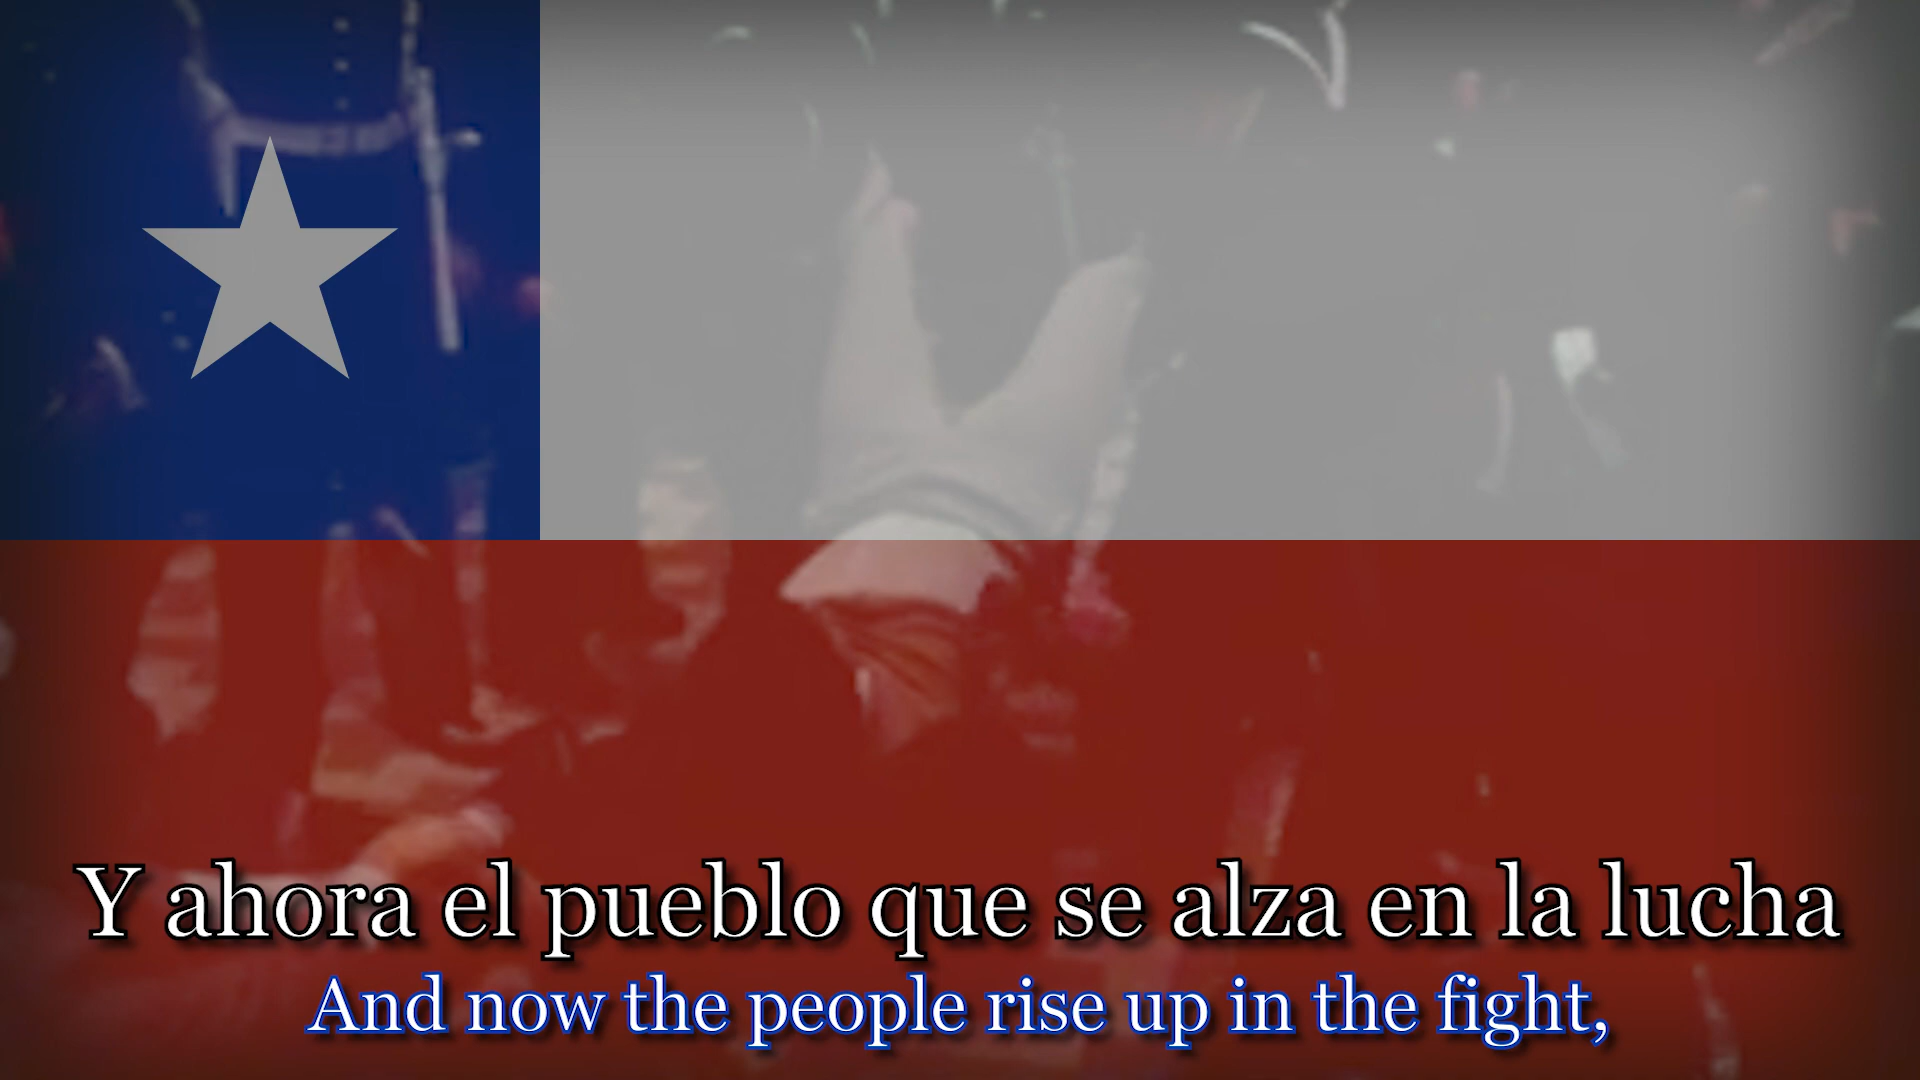 Y ahora el pueblo que se alza en la lucha
And now the people rise up in the fight,